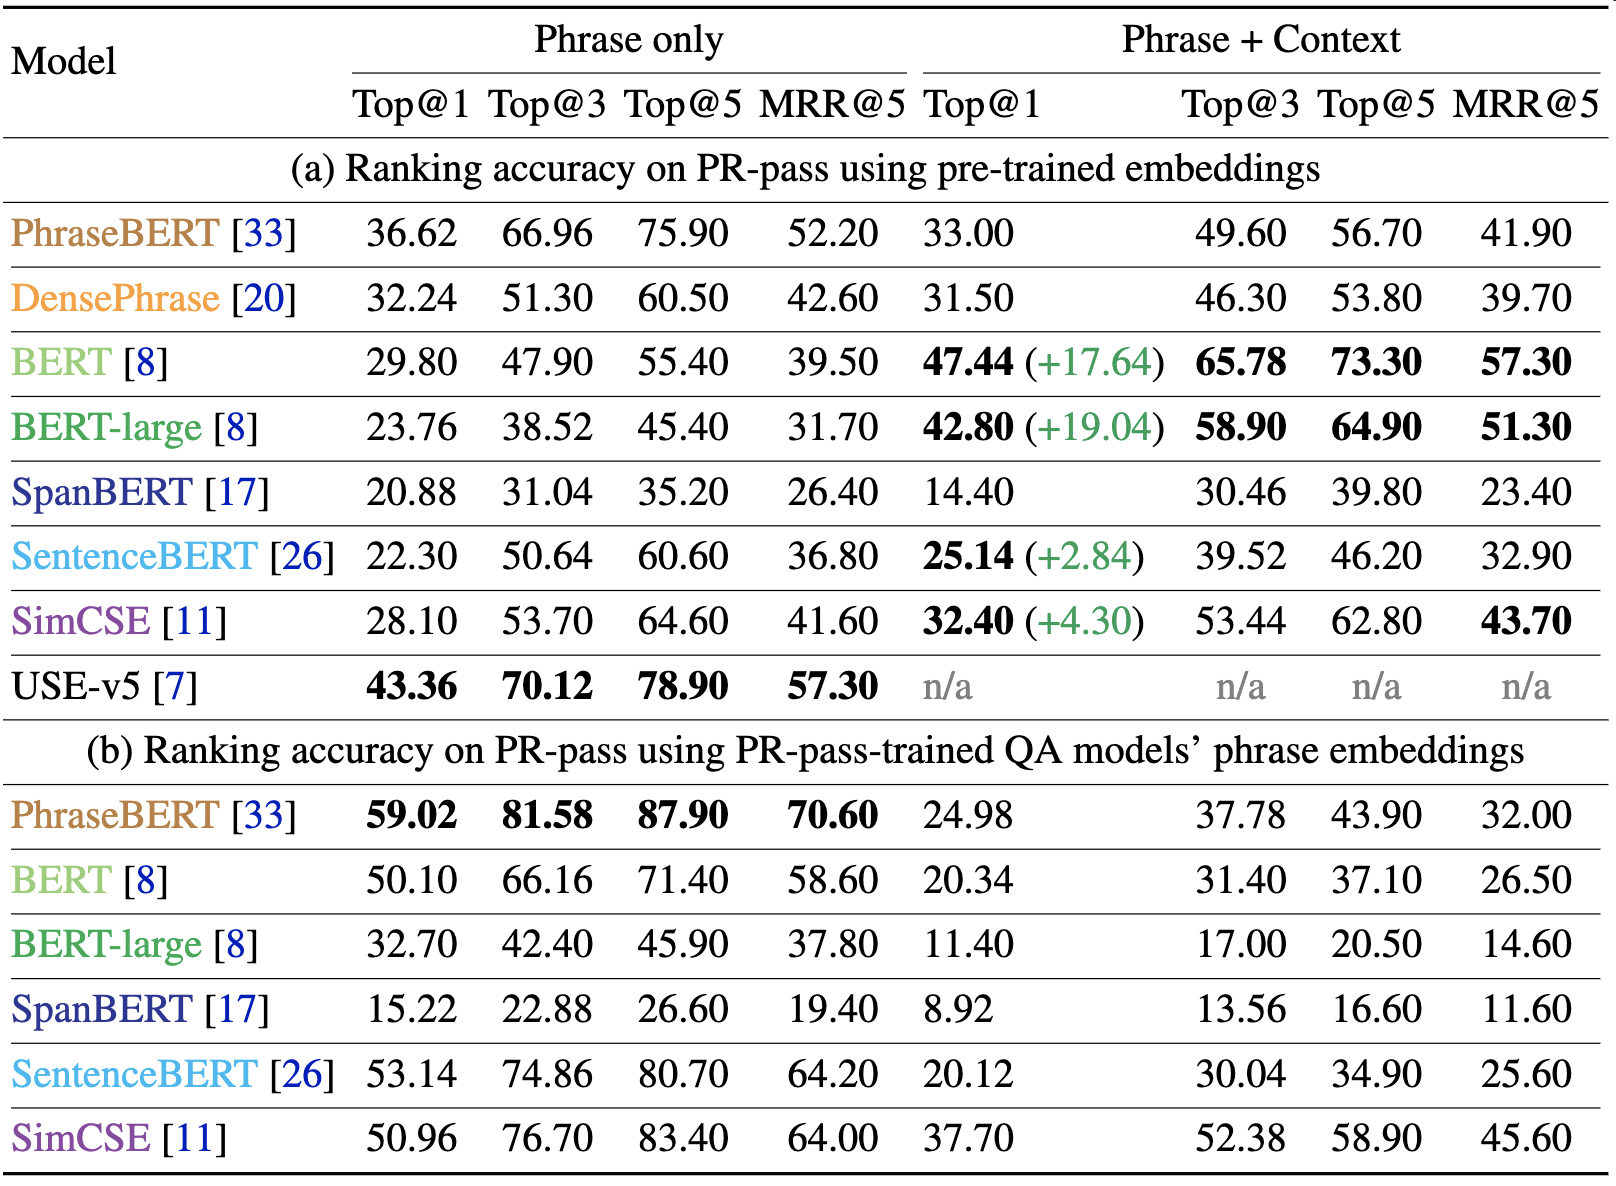 Model Phrase only Phrase + Context
Top@1 Top@3 Top@5 MRR@5 Top@1 Top@3 Top@5 MRR@5
(a) Ranking accuracy on PR-pass using pre-trained embeddings
PhraseBERT [33] 36.62 66.96 75.90 52.20 33.00 49.60 56.70 41.90
DensePhrase [20] 32.24 51.30 60.50 42.60 31.50 46.30 53.80 39.70
BERT [8] 29.80 47.90 55.40 39.50 47.44 (+17.64) 65.78 73.30 57.30
BERT-large [8] 23.76 38.52 45.40 31.70 42.80 (+19.04) 58.90 64.90 51.30
SpanBERT [17] 20.88 31.04 35.20 26.40 14.40 30.46 39.80 23.40
SentenceBERT [26] 22.30 50.64 60.60 36.80 25.14 (+2.84) 39.52 46.20 32.90
SimCSE [11] 28.10 53.70 64.60 41.60 32.40 (+4.30) 53.44 62.80 43.70
USE-v5 [7] 43.36 70.12 78.90 57.30 n/a n/a n/a n/a
(b) Ranking accuracy on PR-pass using PR-pass-trained QA models’ phrase embeddings
PhraseBERT [33] 59.02 81.58 87.90 70.60 24.98 37.78 43.90 32.00
BERT [8] 50.10 66.16 71.40 58.60 20.34 31.40 37.10 26.50
BERT-large [8] 32.70 42.40 45.90 37.80 11.40 17.00 20.50 14.60
SpanBERT [17] 15.22 22.88 26.60 19.40 8.92 13.56 16.60 11.60
SentenceBERT [26] 53.14 74.86 80.70 64.20 20.12 30.04 34.90 25.60
SimCSE [11] 50.96 76.70 83.40 64.00 37.70 52.38 58.90 45.60